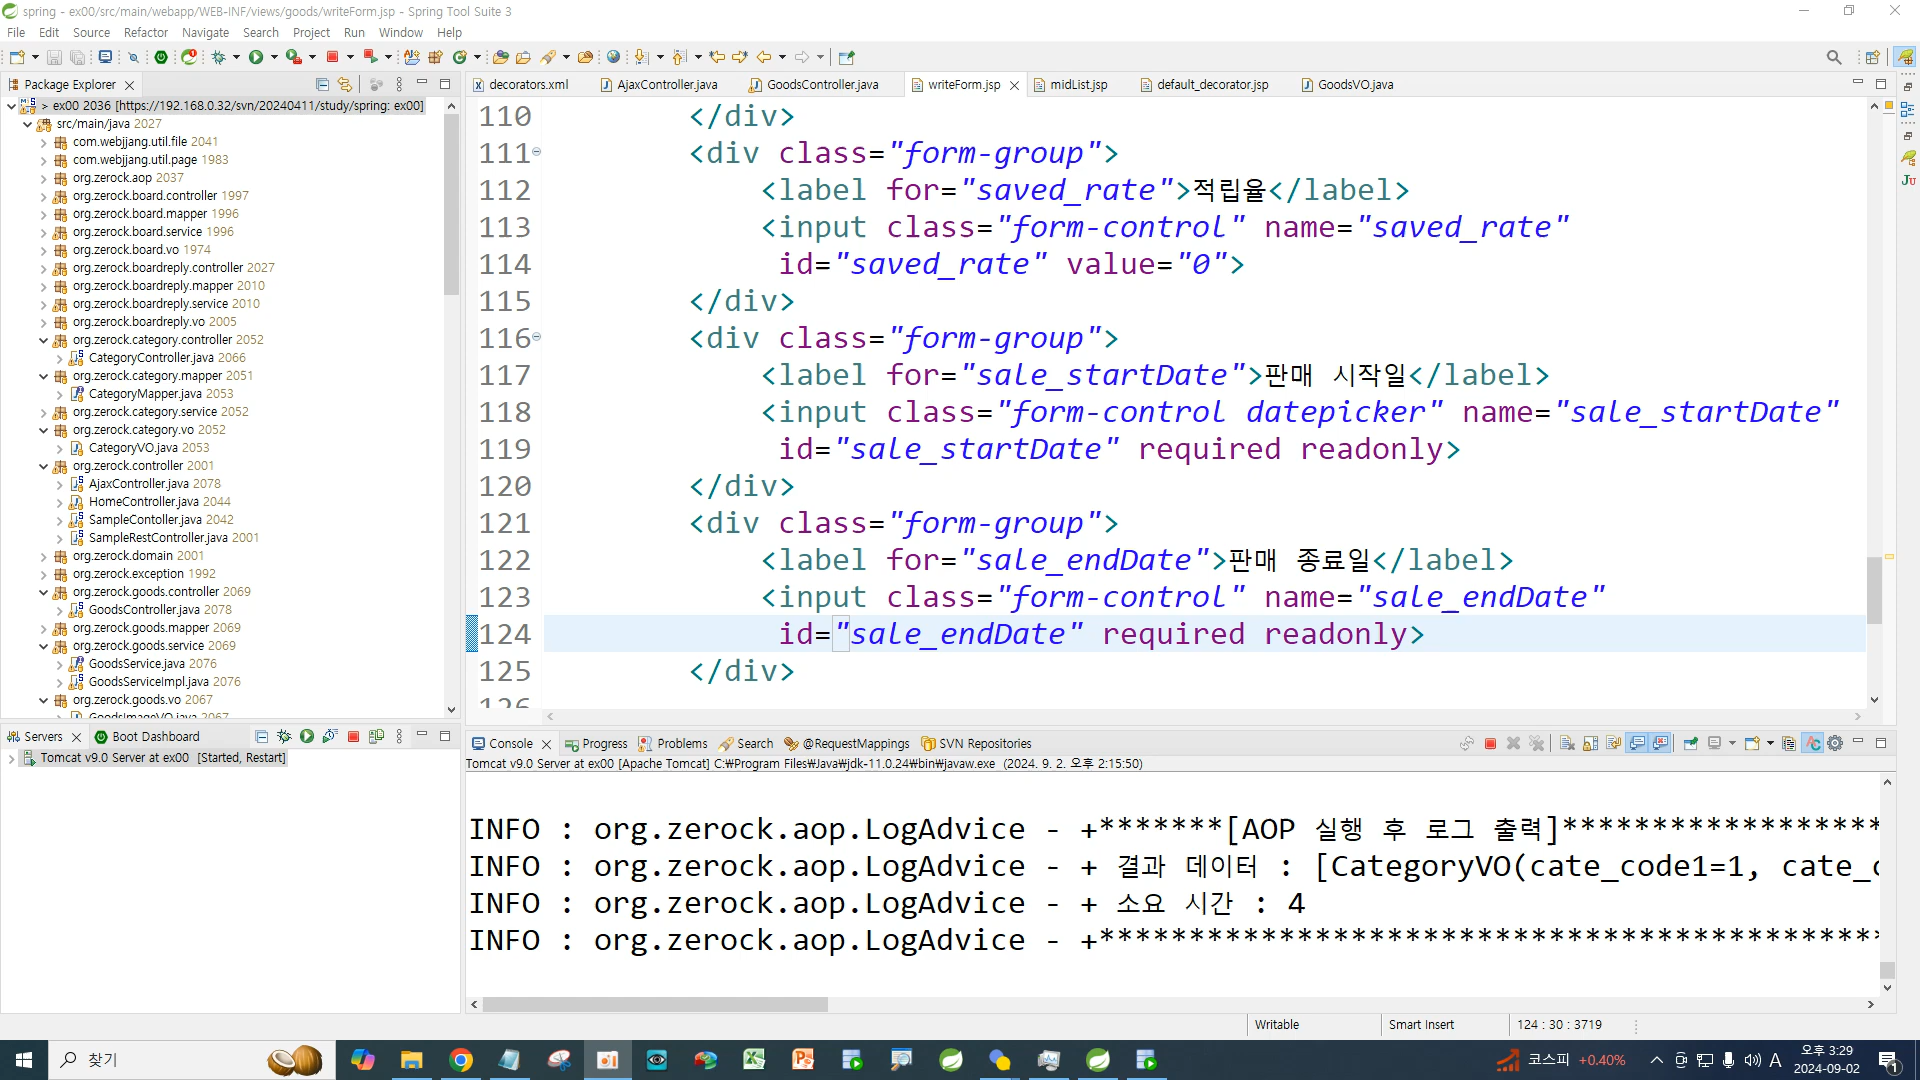 spring - ex00/src/main/webapp/WEB-INF/views/goods/writeForm.jsp - Spring Tool Suite 3
File Edit Source Refactor Navigate Search Project Run Window Help
Package Explorer
> ex00 2036 [https://192.168.0.32/svn/20240411/study/spring: ex00]
src/main/java 2027
com.webjjang.util.file 2041
com.webjjang.util.page 1983
org.zerock.aop 2037
org.zerock.board.controller 1997
org.zerock.board.mapper 1996
org.zerock.board.service 1996
org.zerock.board.vo 1974
org.zerock.boardreply.controller 2027
org.zerock.boardreply.mapper 2010
org.zerock.boardreply.service 2010
org.zerock.boardreply.vo 2005
org.zerock.category.controller 2052
CategoryController.java 2066
org.zerock.category.mapper 2051
CategoryMapper.java 2053
org.zerock.category.service 2052
org.zerock.category.vo 2052
CategoryVO.java 2053
org.zerock.controller 2001
AjaxController.java 2078
HomeController.java 2044
SampleContoller.java 2042
SampleRestController.java 2001
org.zerock.domain 2001
org.zerock.exception 1992
org.zerock.goods.controller 2069
GoodsController.java 2078
org.zerock.goods.mapper 2069
org.zerock.goods.service 2069
GoodsService.java 2076
GoodsServiceImpl.java 2076
org.zerock.goods.vo 2067
GoodsImageVO.java 2067
decorators.xml AjaxController.java GoodsController.java writeForm.jsp midList.jsp default_decorator.jsp GoodsVO.java
110 </div>
111 <div class="form-group">
112 <label for="saved_rate">적립율</label>
113 <input class="form-control" name="saved_rate"
114 id="saved_rate" value="0">
115 </div>
116 <div class="form-group">
117 <label for="sale_startDate">판매 시작일</label>
118 <input class="form-control datepicker" name="sale_startDate"
119 id="sale_startDate" required readonly>
120 </div>
121 <div class="form-group">
122 <label for="sale_endDate">판매 종료일</label>
123 <input class="form-control" name="sale_endDate"
124 id="sale_endDate" required readonly>
125 </div>
126
Servers Boot Dashboard
Tomcat v9.0 Server at ex00 [Started, Restart]
Console Progress Problems Search @RequestMappings SVN Repositories
Tomcat v9.0 Server at ex00 [Apache Tomcat] C:₩Program Files₩Java₩jdk-11.0.24₩bin₩javaw.exe (2024. 9. 2. 오후 2:15:50)
INFO : org.zerock.aop.LogAdvice - +*******[AOP 실행 후 로그 출력]******************
INFO : org.zerock.aop.LogAdvice - + 결과 데이터 : [CategoryVO(cate_code1=1, cate_c
INFO : org.zerock.aop.LogAdvice - + 소요 시간 : 4
INFO : org.zerock.aop.LogAdvice - +********************************************
Writable Smart Insert 124 : 30 : 3719
찾기
코스피 +0.40%
A
오후 3:29
2024-09-02
1